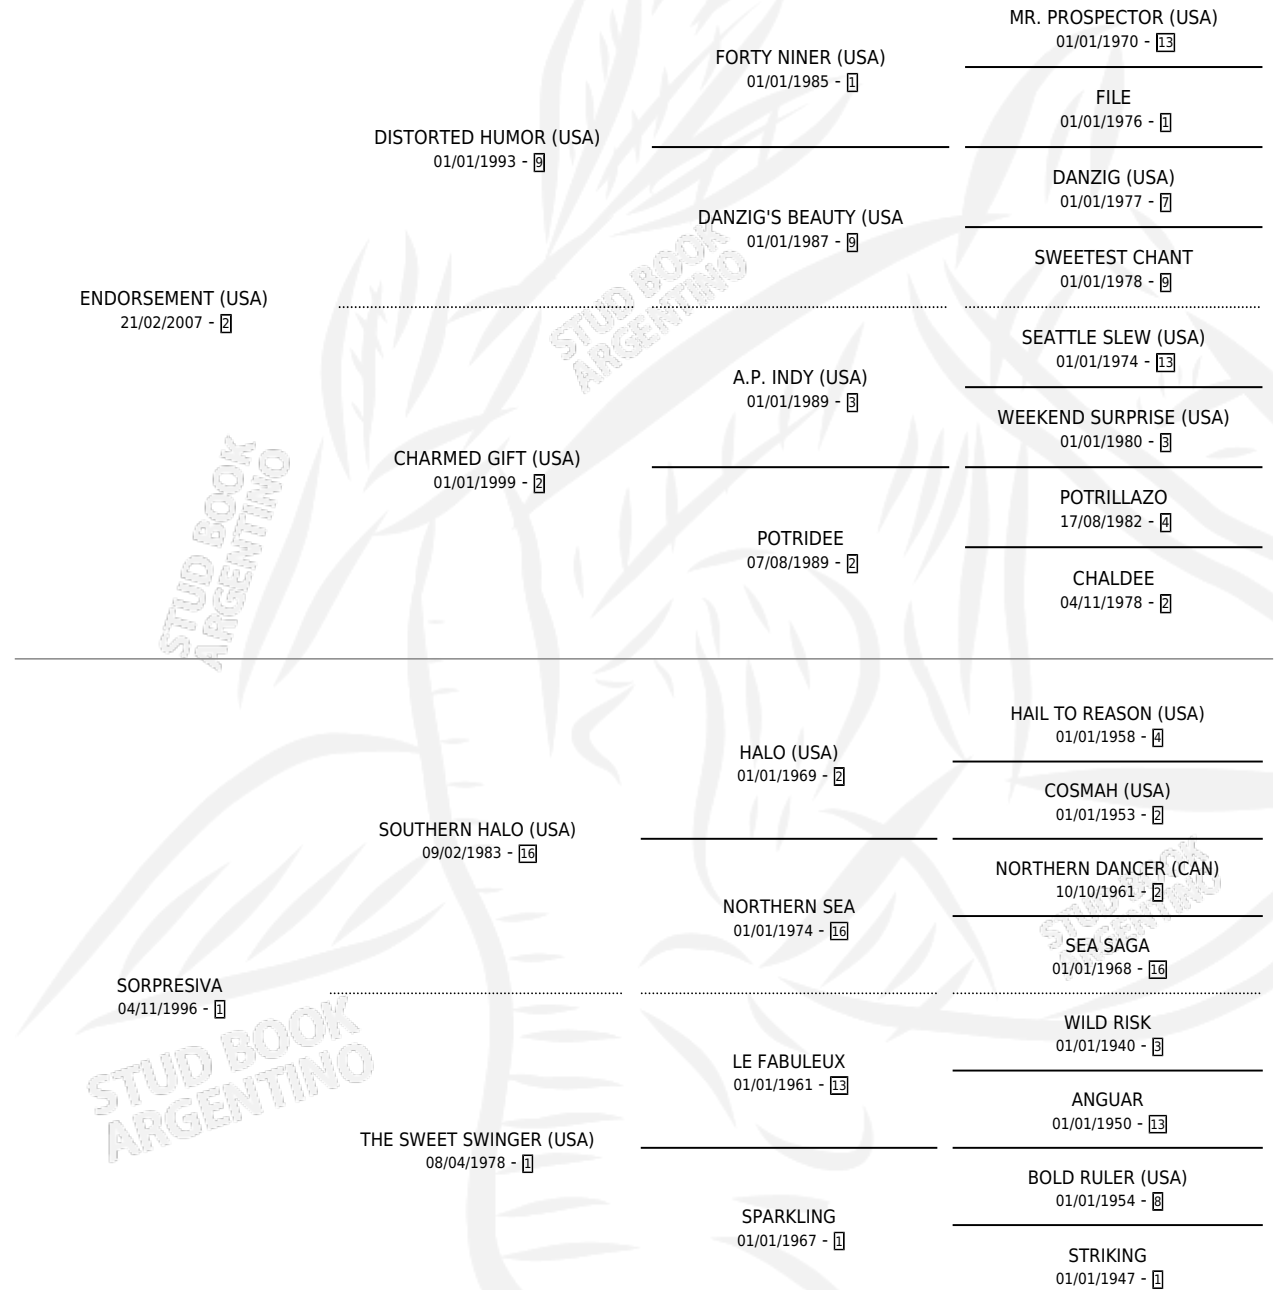 MR. PROSPECTOR (USA)
01/01/1970 - 13
FORTY NINER (USA)
01/01/1985 - 1
FILE
01/01/1976 - 1
DISTORTED HUMOR (USA)
01/01/1993 - 9
DANZIG (USA)
01/01/1977 - 7
DANZIG'S BEAUTY (USA
01/01/1987 - 9
SWEETEST CHANT
01/01/1978 - 9
ENDORSEMENT (USA)
21/02/2007 - 2
SEATTLE SLEW (USA)
01/01/1974 - 13
A.P. INDY (USA)
01/01/1989 - 3
WEEKEND SURPRISE (USA)
01/01/1980 - 3
CHARMED GIFT (USA)
01/01/1999 - 2
POTRILLAZO
17/08/1982 - 4
POTRIDEE
07/08/1989 - 2
CHALDEE
04/11/1978 - 2
HAIL TO REASON (USA)
01/01/1958 - 4
HALO (USA)
01/01/1969 - 2
COSMAH (USA)
01/01/1953 - 2
SOUTHERN HALO (USA)
09/02/1983 - 16
NORTHERN DANCER (CAN)
10/10/1961 - 2
NORTHERN SEA
01/01/1974 - 16
SEA SAGA
01/01/1968 - 16
SORPRESIVA
04/11/1996 - 1
WILD RISK
01/01/1940 - 3
LE FABULEUX
01/01/1961 - 13
ANGUAR
01/01/1950 - 13
THE SWEET SWINGER (USA)
08/04/1978 - 1
BOLD RULER (USA)
01/01/1954 - 8
SPARKLING
01/01/1967 - 1
STRIKING
01/01/1947 - 1
STUD BOOK
ARGENTINO
STUD BOOK
ARGENTINO
STUD BOOK
ARGENTINO
STUD BOOK
ARGENTINO